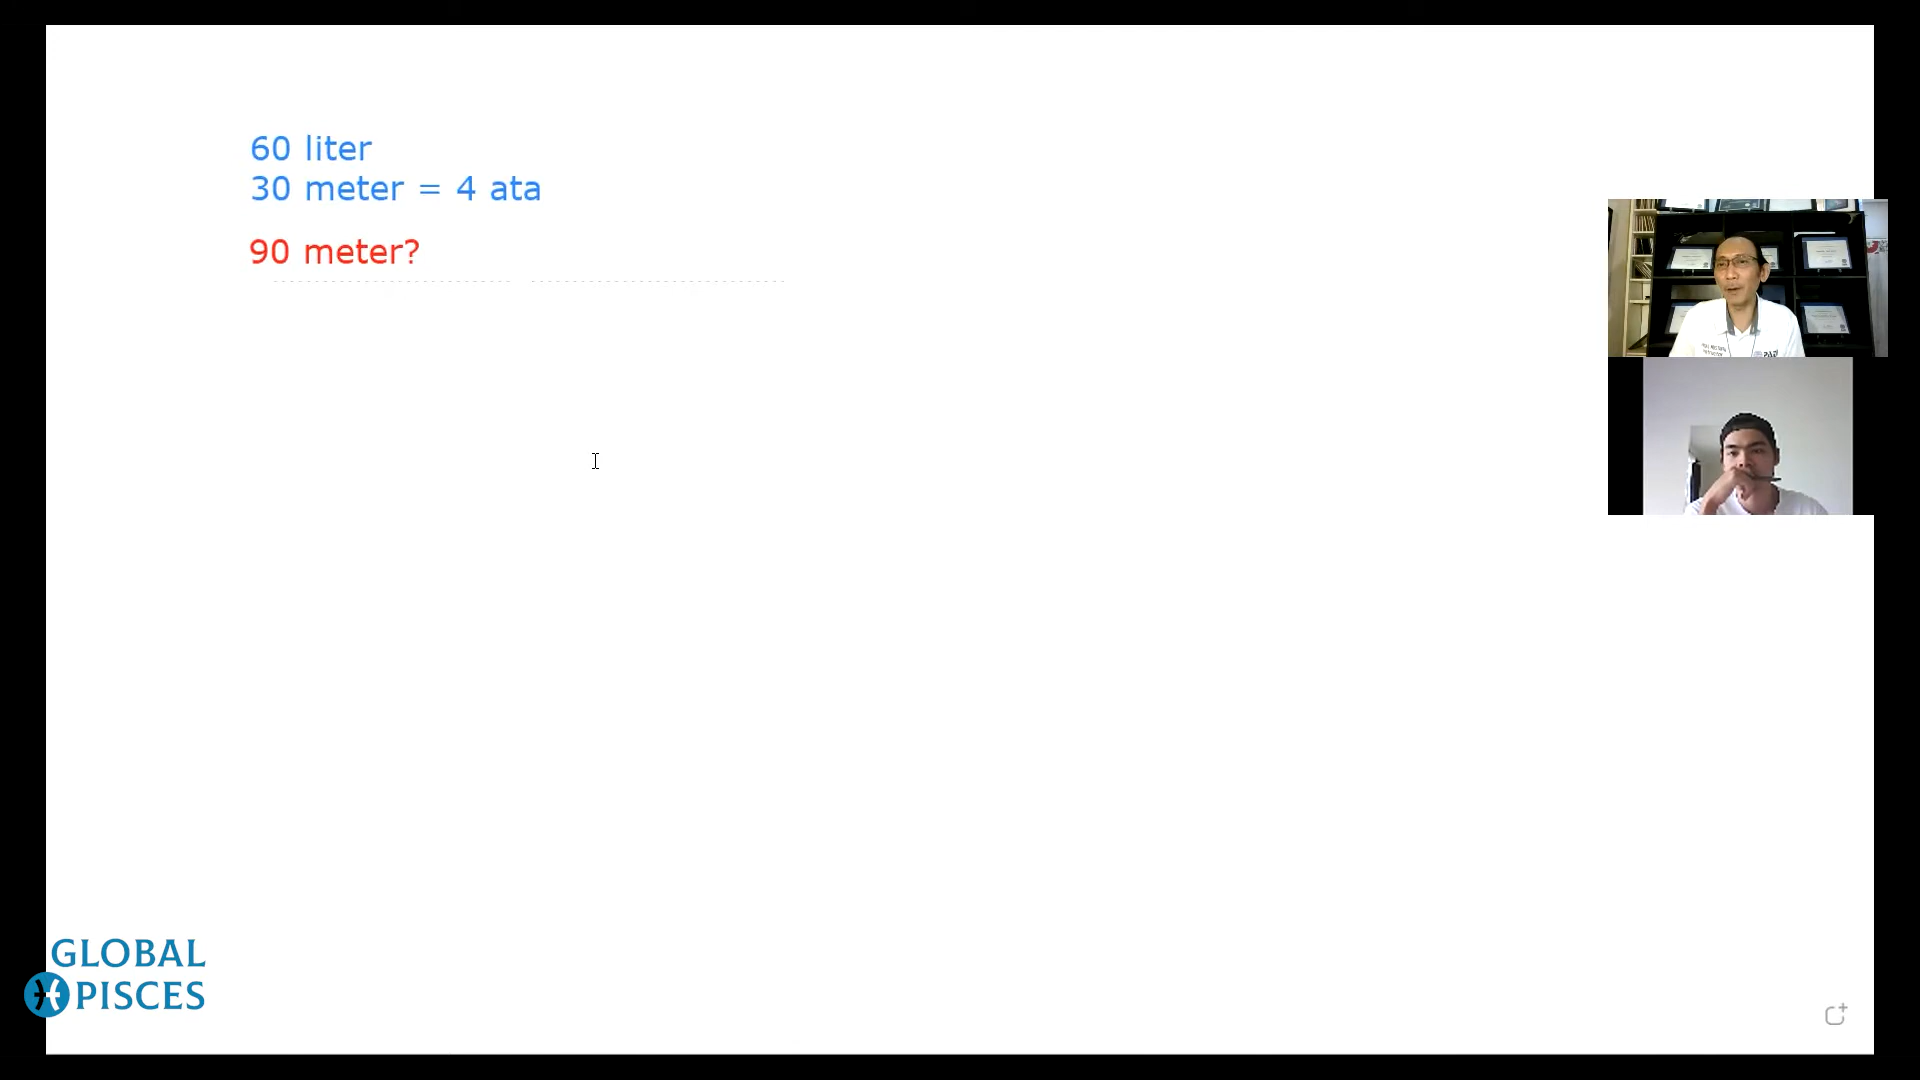 60 liter
30 meter = 4 ata
90 meter?
GLOBAL
PISCES